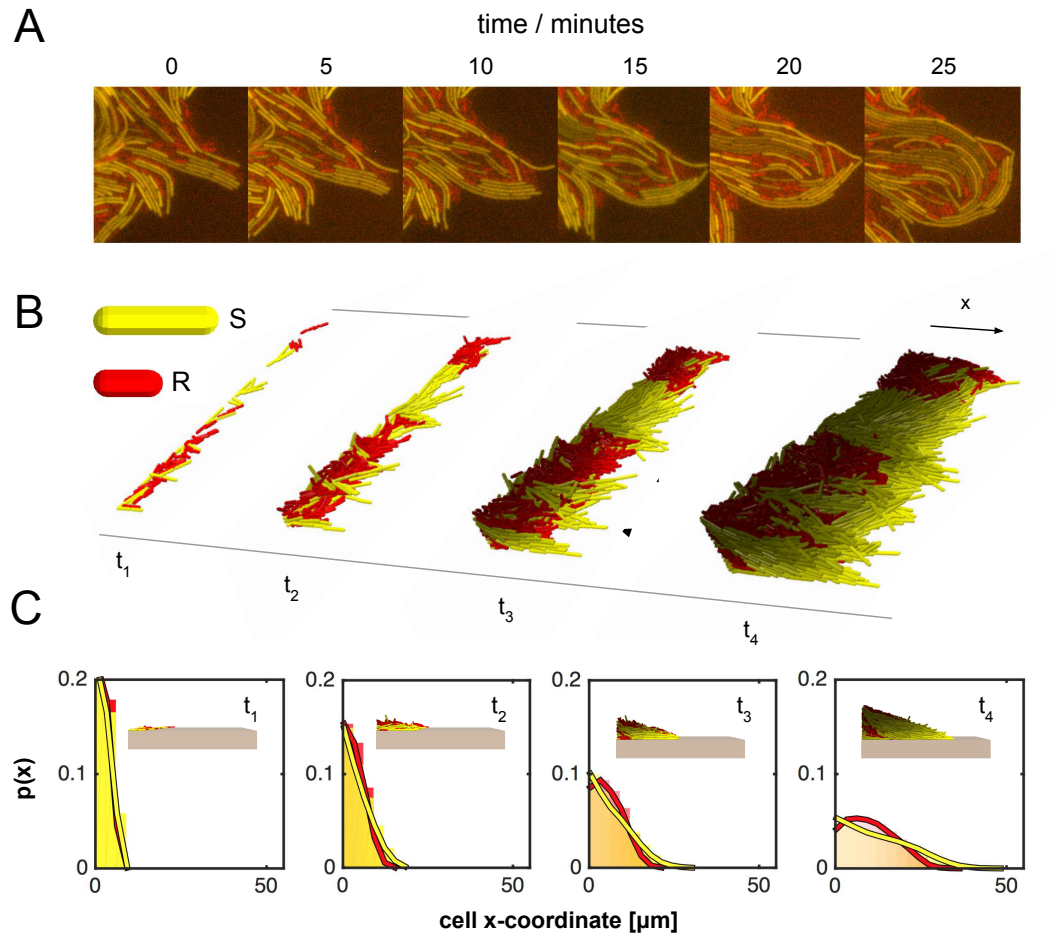 A
time / minutes
0 5 10 15 20 25
B
S
R
x
t1
t2
t3
t4
C
p(x)
0.2 0.2 0.2 0.2
t1 t2 t3 t4
0.1 0.1 0.1 0.1
0 0 0 0
0 50 0 50 0 50 0 50
cell x-coordinate [µm]